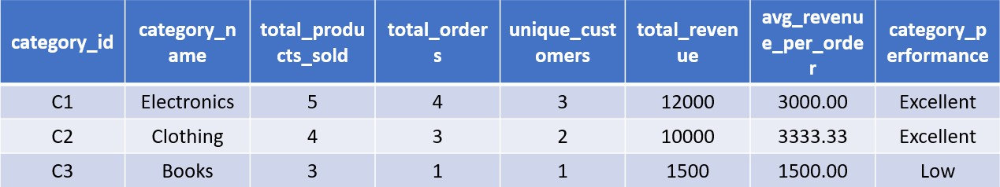 category_id category_name total_products_sold total_orders unique_customers total_revenue avg_revenue_per_order category_performance
C1 Electronics 5 4 3 12000 3000.00 Excellent
C2 Clothing 4 3 2 10000 3333.33 Excellent
C3 Books 3 1 1 1500 1500.00 Low